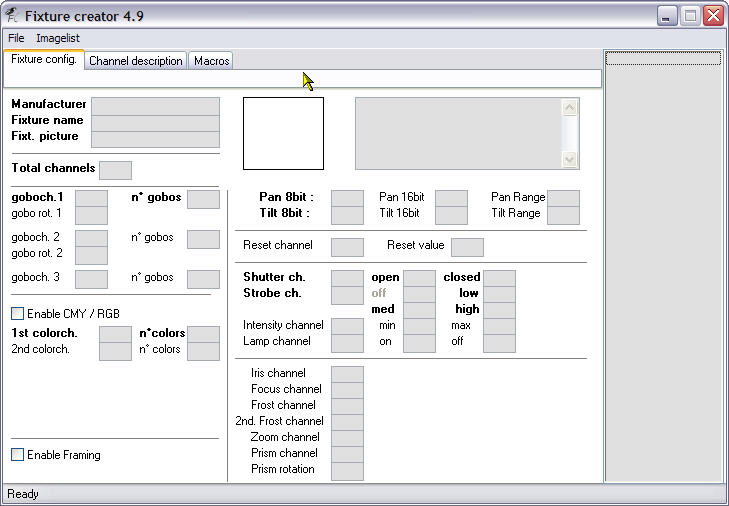 Fixture creator 4.9
File Imagelist
Fixture config. Channel description Macros
Manufacturer
Fixture name
Fixt. picture
Total channels
goboch.1 n° gobos Pan 8bit : Pan 16bit Pan Range
gobo rot. 1 Tilt 8bit : Tilt 16bit Tilt Range
goboch. 2 n° gobos Reset channel Reset value
gobo rot. 2
goboch. 3 n° gobos Shutter ch. open closed
Strobe ch. off low
med high
Enable CMY / RGB Intensity channel min max
1st colorch. n°colors Lamp channel on off
2nd colorch. n° colors
Iris channel
Focus channel
Frost channel
2nd. Frost channel
Zoom channel
Enable Framing Prism channel
Prism rotation
Ready